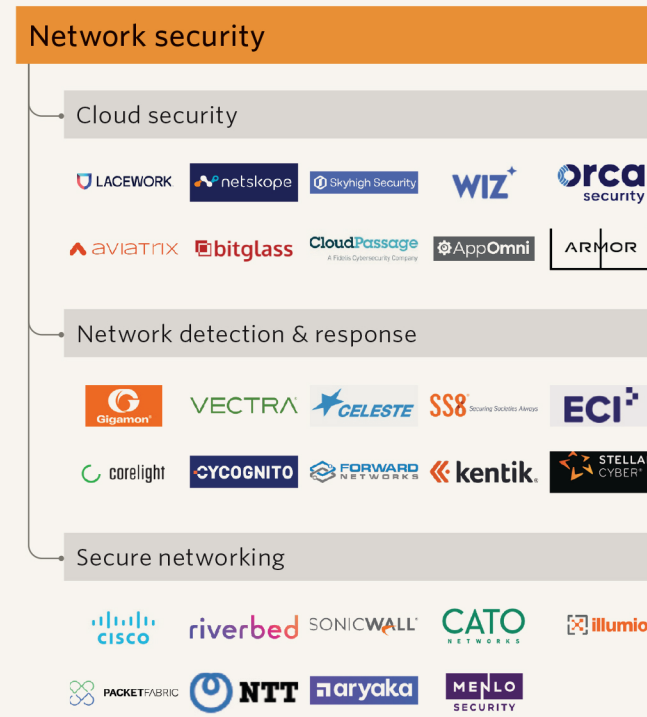 Network security
Cloud security
LACEWORK netskope Skyhigh Security WIZ orca security
aviatrix bitglass CloudPassage A Fidelis Cybersecurity Company AppOmni ARMOR
Network detection & response
Gigamon® VECTRA CELESTE SS8 Securing Societies Always ECI
corelight CYCOGNITO FORWARD NETWORKS kentik. STELLA CYBER®
Secure networking
CISCO riverbed SONICWALL CATO NETWORKS illumio
PACKETFABRIC NTT aryaka MENLO SECURITY